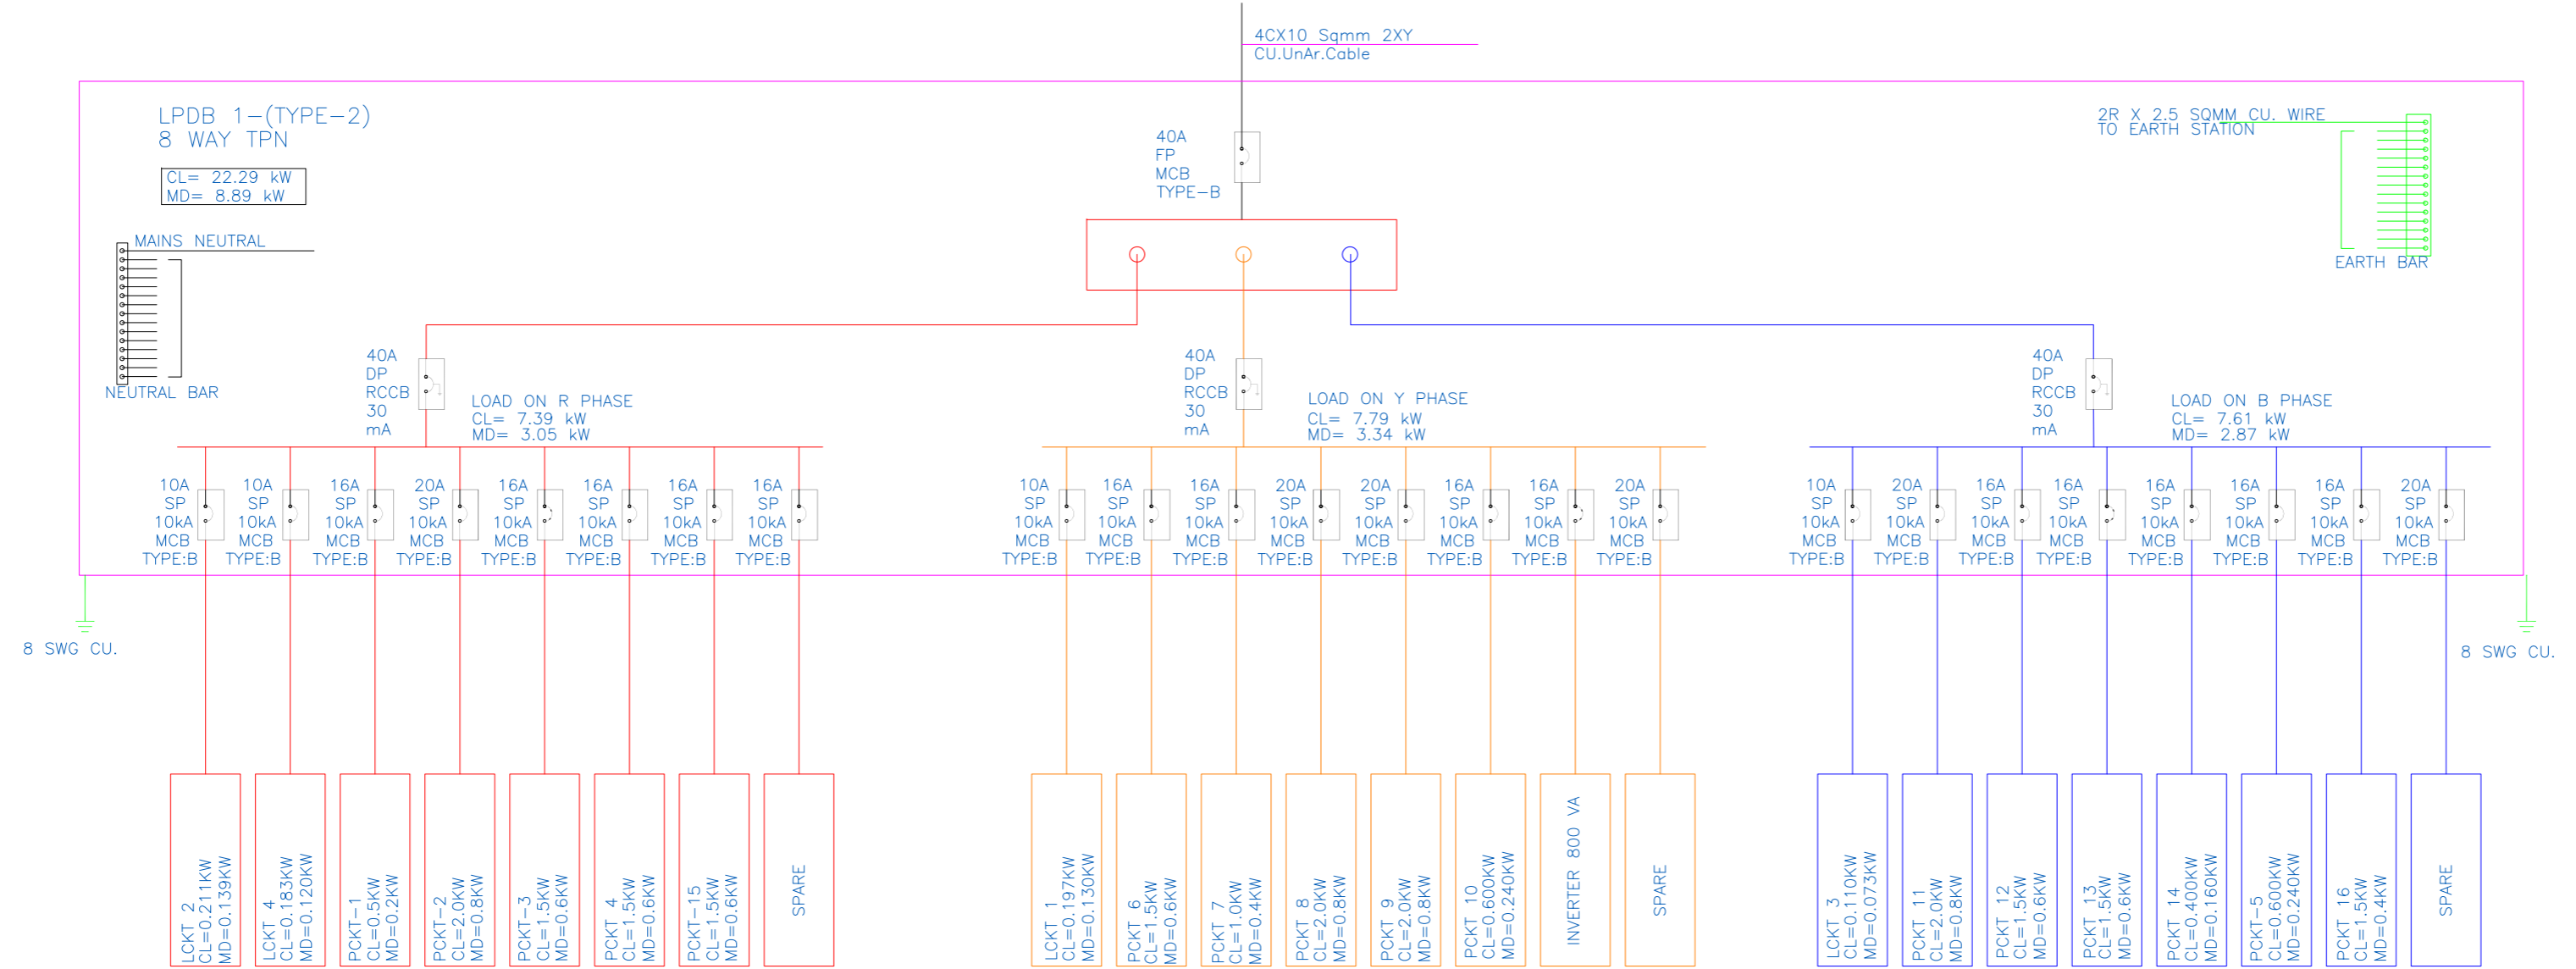 4CX10 Sqmm 2XY
CU.UnAr.Cable
LPDB 1-(TYPE-2)
8 WAY TPN
CL= 22.29 kW
MD= 8.89 kW
MAINS NEUTRAL
NEUTRAL BAR
40A
FP
MCB
TYPE-B
2R X 2.5 SQMM CU. WIRE
TO EARTH STATION
EARTH BAR
40A
DP
RCCB
30
mA
LOAD ON R PHASE
CL= 7.39 kW
MD= 3.05 kW
40A
DP
RCCB
30
mA
LOAD ON Y PHASE
CL= 7.79 kW
MD= 3.34 kW
40A
DP
RCCB
30
mA
LOAD ON B PHASE
CL= 7.61 kW
MD= 2.87 kW
10A
SP
10kA
MCB
TYPE:B
10A
SP
10kA
MCB
TYPE:B
16A
SP
10kA
MCB
TYPE:B
20A
SP
10kA
MCB
TYPE:B
16A
SP
10kA
MCB
TYPE:B
16A
SP
10kA
MCB
TYPE:B
16A
SP
10kA
MCB
TYPE:B
16A
SP
10kA
MCB
TYPE:B
10A
SP
10kA
MCB
TYPE:B
16A
SP
10kA
MCB
TYPE:B
16A
SP
10kA
MCB
TYPE:B
20A
SP
10kA
MCB
TYPE:B
20A
SP
10kA
MCB
TYPE:B
16A
SP
10kA
MCB
TYPE:B
16A
SP
10kA
MCB
TYPE:B
20A
SP
10kA
MCB
TYPE:B
10A
SP
10kA
MCB
TYPE:B
20A
SP
10kA
MCB
TYPE:B
16A
SP
10kA
MCB
TYPE:B
16A
SP
10kA
MCB
TYPE:B
16A
SP
10kA
MCB
TYPE:B
16A
SP
10kA
MCB
TYPE:B
16A
SP
10kA
MCB
TYPE:B
20A
SP
10kA
MCB
TYPE:B
8 SWG CU.
8 SWG CU.
LCKT 2
CL=0.211KW
MD=0.139KW
LCKT 4
CL=0.183KW
MD=0.120KW
PCKT-1
CL=0.5KW
MD=0.2KW
PCKT-2
CL=2.0KW
MD=0.8KW
PCKT-3
CL=1.5KW
MD=0.6KW
PCKT 4
CL=1.5KW
MD=0.6KW
PCKT-15
CL=1.5KW
MD=0.6KW
SPARE
LCKT 1
CL=0.197KW
MD=0.130KW
PCKT 6
CL=1.5KW
MD=0.6KW
PCKT 7
CL=1.0KW
MD=0.4KW
PCKT 8
CL=2.0KW
MD=0.8KW
PCKT 9
CL=2.0KW
MD=0.8KW
PCKT 10
CL=0.600KW
MD=0.240KW
INVERTER 800 VA
SPARE
LCKT 3
CL=0.110KW
MD=0.073KW
PCKT 11
CL=2.0KW
MD=0.8KW
PCKT 12
CL=1.5KW
MD=0.6KW
PCKT 13
CL=1.5KW
MD=0.6KW
PCKT 14
CL=0.400KW
MD=0.160KW
PCKT-5
CL=0.600KW
MD=0.240KW
PCKT 16
CL=1.5KW
MD=0.4KW
SPARE